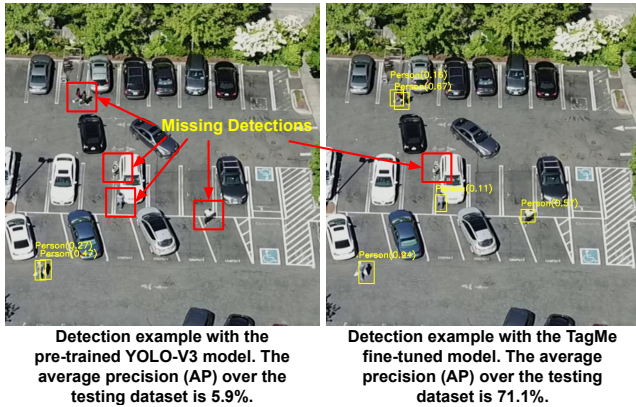 Person(0.16)
Person(0.67)
Missing Detections
Person(0.11)
Person(0.57)
Person(0.27)
Person(0.42)
Person(0.94)
Detection example with the
pre-trained YOLO-V3 model. The
average precision (AP) over the
testing dataset is 5.9%.
Detection example with the TagMe
fine-tuned model. The average
precision (AP) over the testing
dataset is 71.1%.